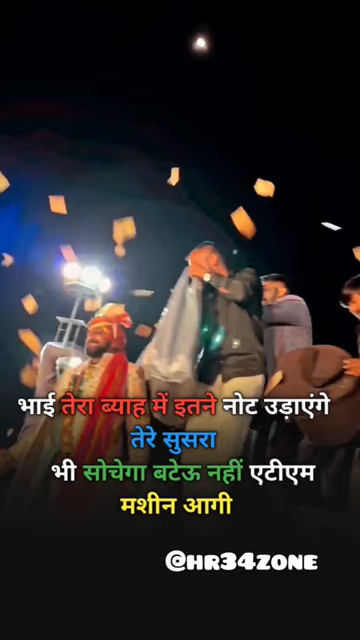 भाई तेरा ब्याह में इतने नोट उड़ाएंगे
तेरे सुसरा
भी सोचेगा बटेऊ नहीं एटीएम
मशीन आगी
@HR34ZONE